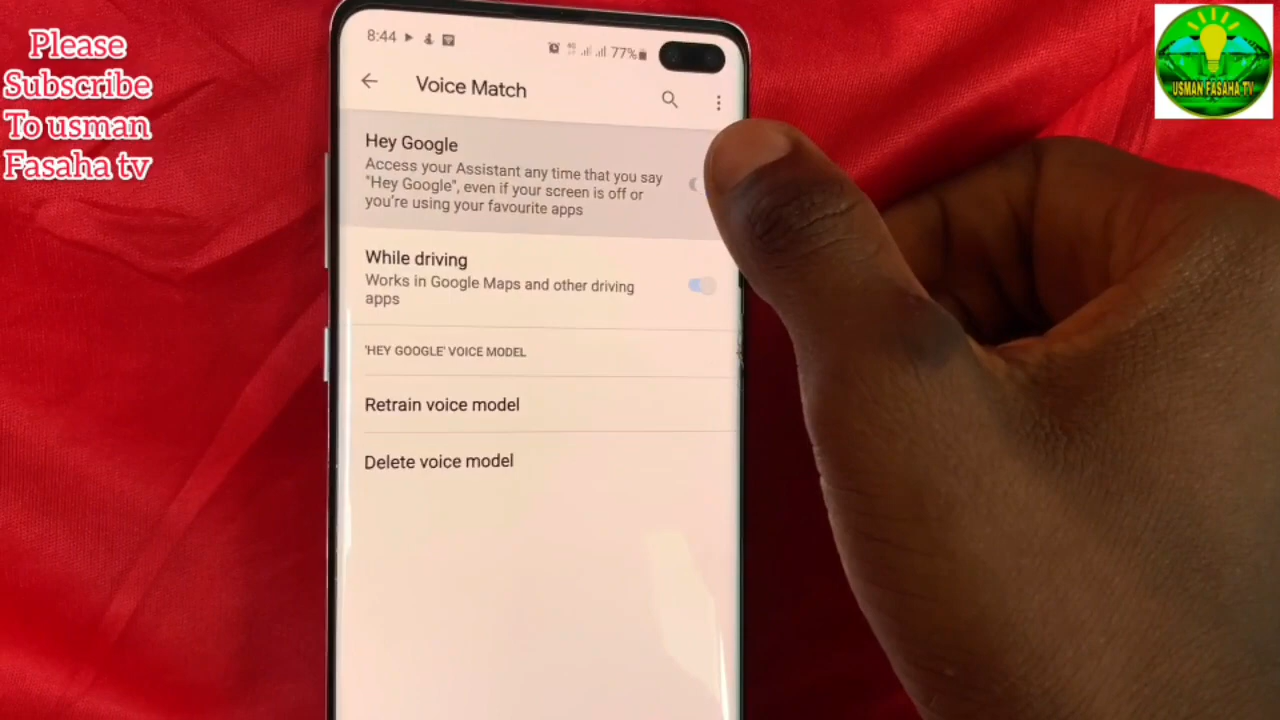 Please
Subscribe
To usman
Fasaha tv
USMAN FASAHA TV
8:44
77%
Voice Match
Hey Google
Access your Assistant any time that you say
"Hey Google", even if your screen is off or
you're using your favourite apps
While driving
Works in Google Maps and other driving
apps
'HEY GOOGLE' VOICE MODEL
Retrain voice model
Delete voice model